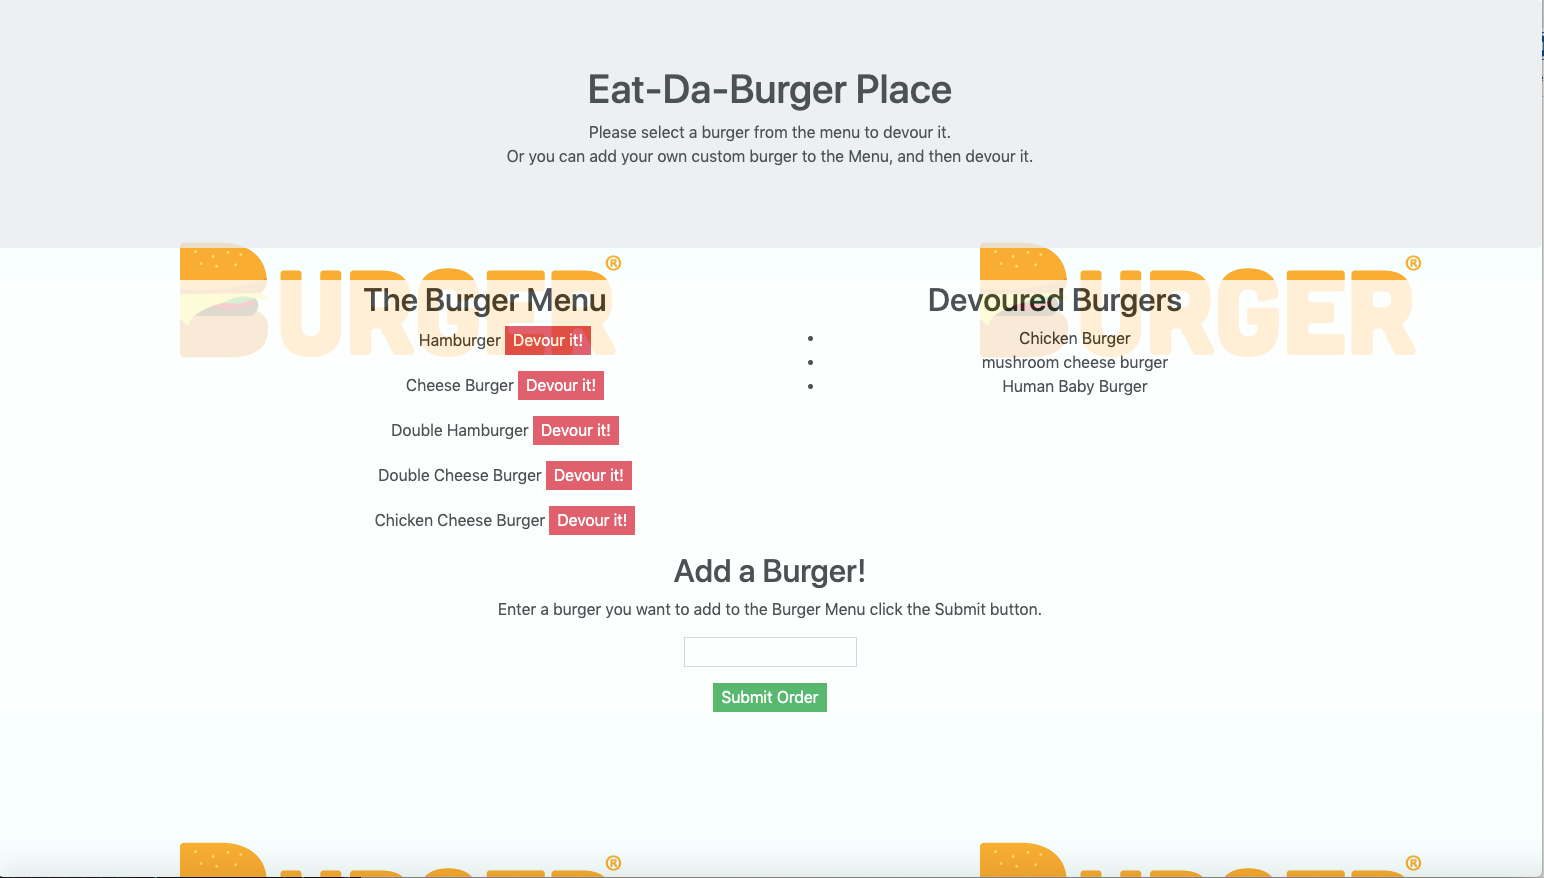 Eat-Da-Burger Place
Please select a burger from the menu to devour it.
Or you can add your own custom burger to the Menu, and then devour it.
BURGER®
BURGER®
The Burger Menu
Hamburger Devour it!
Cheese Burger Devour it!
Double Hamburger Devour it!
Double Cheese Burger Devour it!
Chicken Cheese Burger Devour it!
Devoured Burgers
• Chicken Burger
• mushroom cheese burger
• Human Baby Burger
Add a Burger!
Enter a burger you want to add to the Burger Menu click the Submit button.
Submit Order
BURGER®
BURGER®